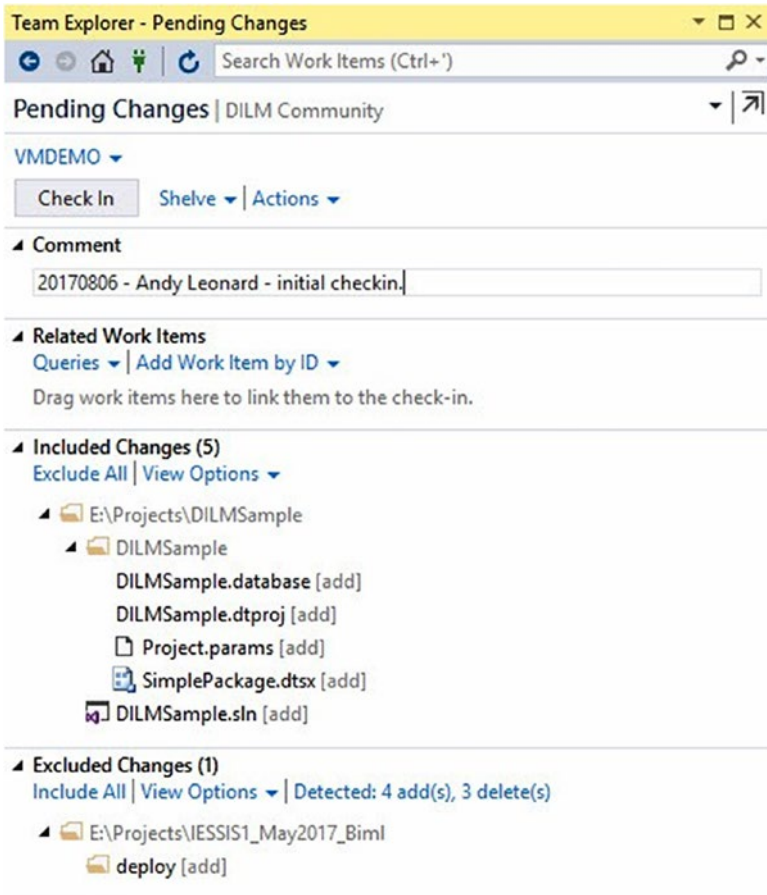 Team Explorer - Pending Changes
Search Work Items (Ctrl+')
Pending Changes | DILM Community
VMDEMO
Check In Shelve | Actions
Comment
20170806 - Andy Leonard - initial checkin.
Related Work Items
Queries | Add Work Item by ID
Drag work items here to link them to the check-in.
Included Changes (5)
Exclude All | View Options
E:\Projects\DILMSample
DILMSample
DILMSample.database [add]
DILMSample.dtproj [add]
Project.params [add]
SimplePackage.dtsx [add]
DILMSample.sln [add]
Excluded Changes (1)
Include All | View Options | Detected: 4 add(s), 3 delete(s)
E:\Projects\IESSIS1_May2017_Biml
deploy [add]